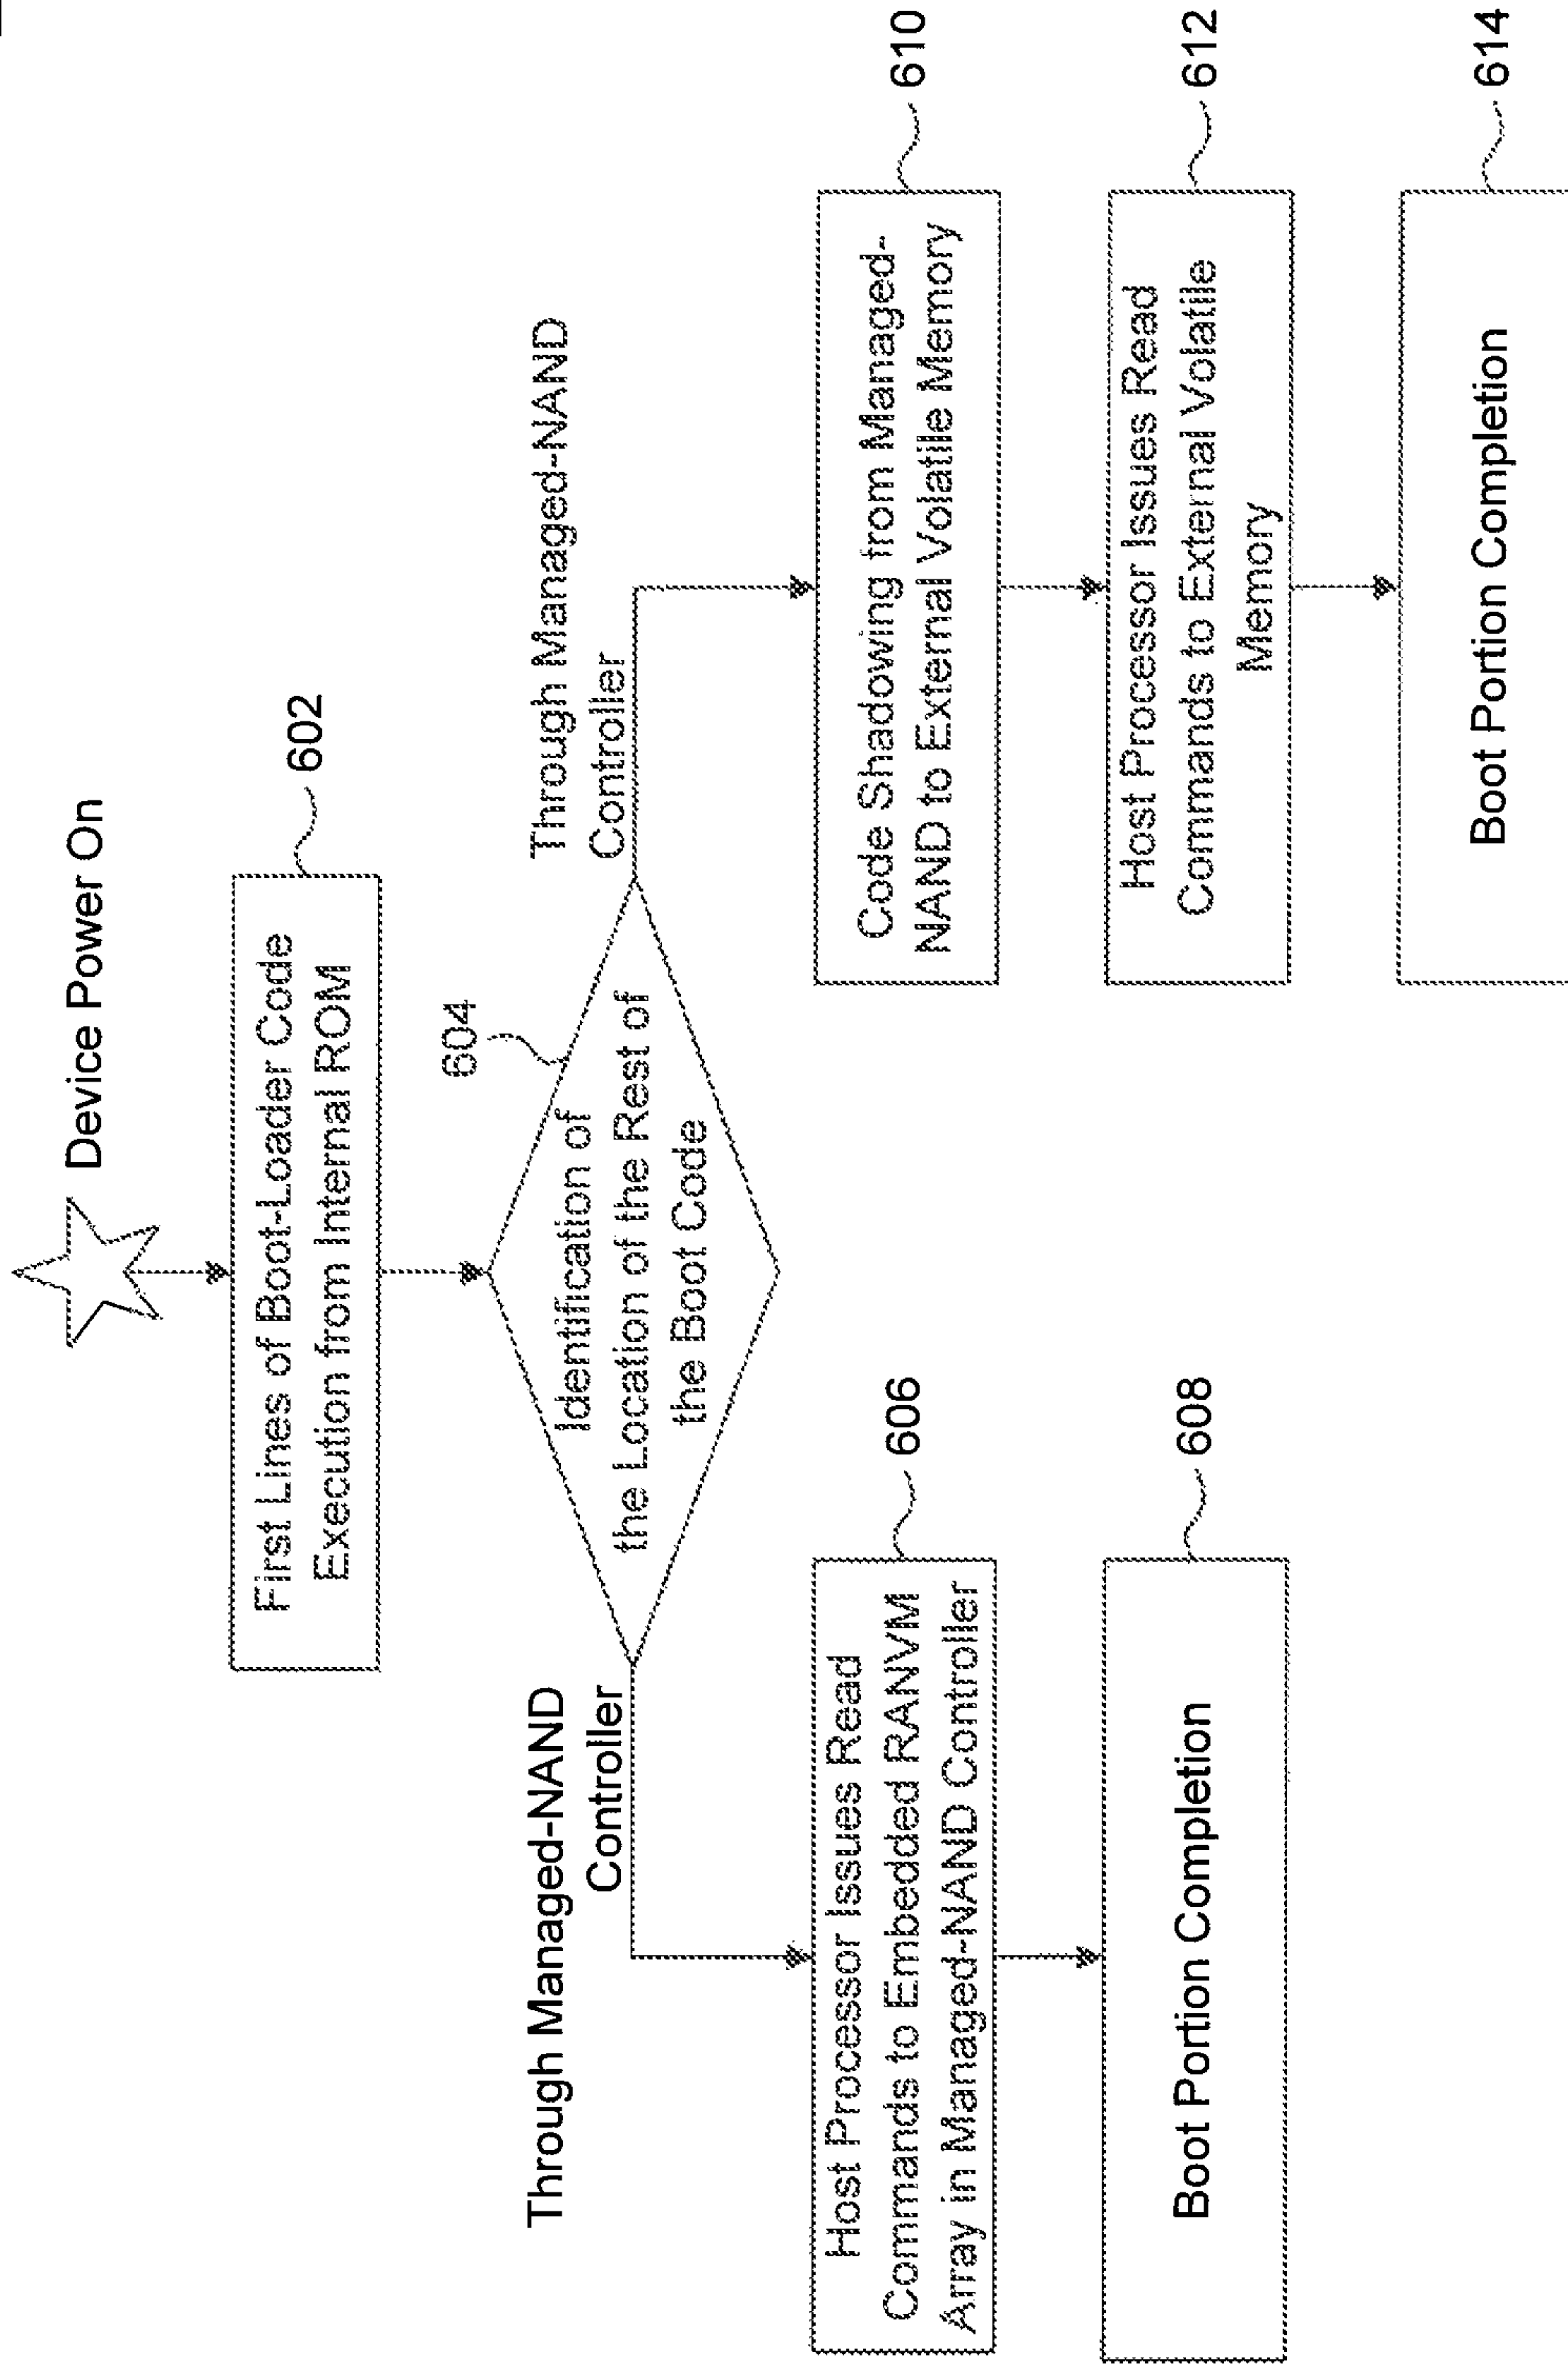 Device Power On
First Lines of Boot-Loader Code
Execution from Internal ROM
602
604
Identification of
the Location of the Rest of
the Boot Code
Through Managed-NAND
Controller
Through Managed-NAND
Controller
Host Processor Issues Read
Commands to Embedded RANVM
Array in Managed-NAND Controller
606
Boot Portion Completion
608
Code Shadowing from Managed-
NAND to External Volatile Memory
610
Host Processor Issues Read
Commands to External Volatile
Memory
612
Boot Portion Completion
614